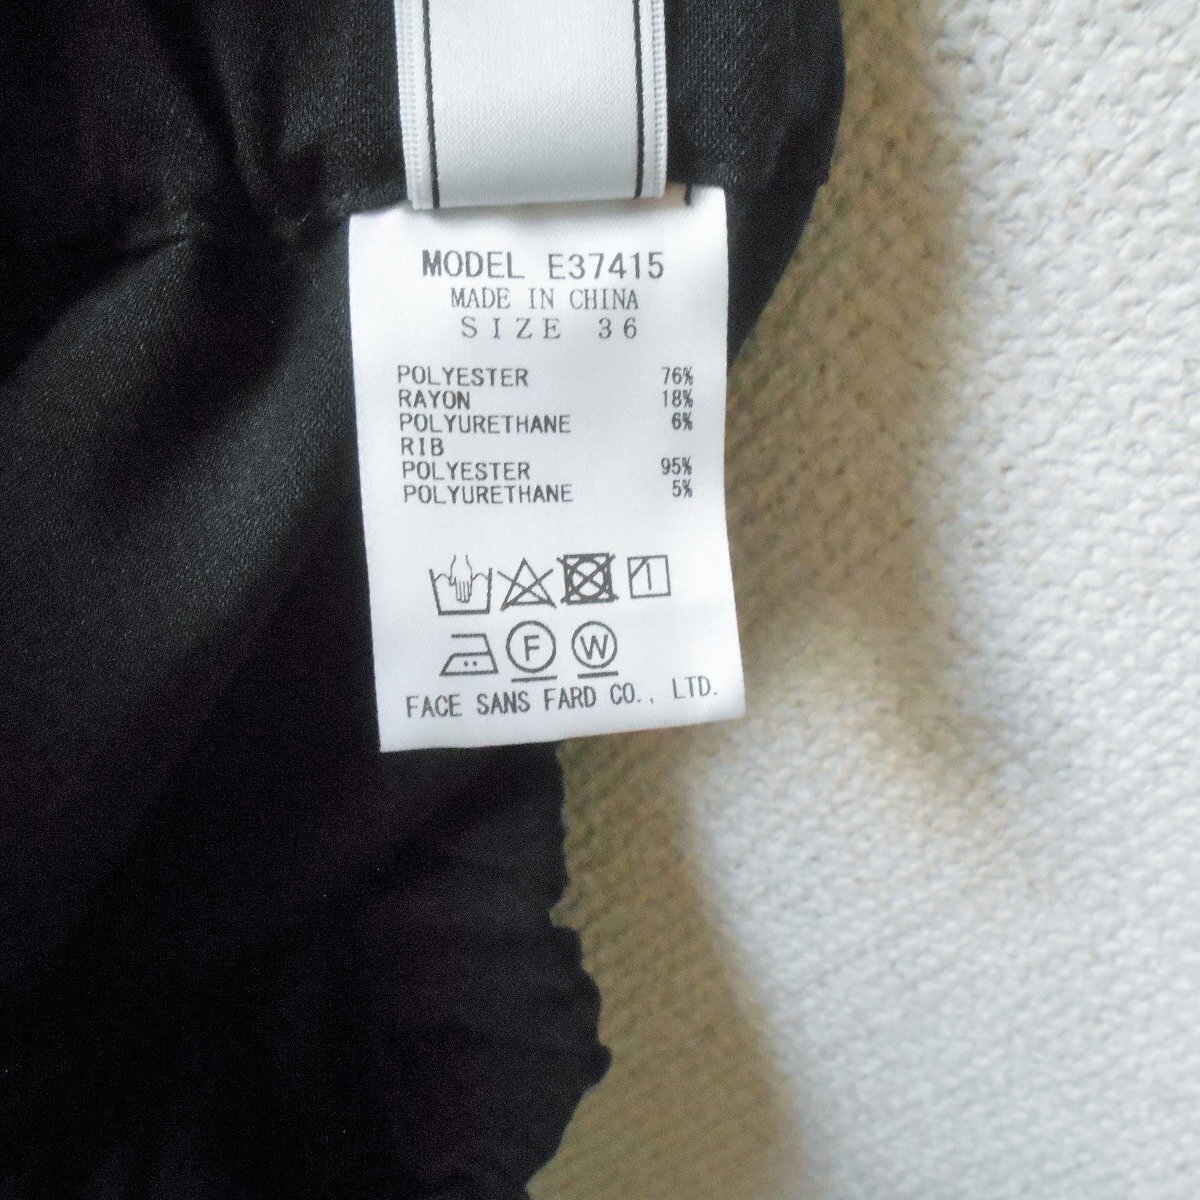 MODEL E37415
MADE IN CHINA
SIZE 36
POLYESTER 76%
RAYON 18%
POLYURETHANE 6%
RIB
POLYESTER 95%
POLYURETHANE 5%
F W
FACE SANS FARD CO., LTD.